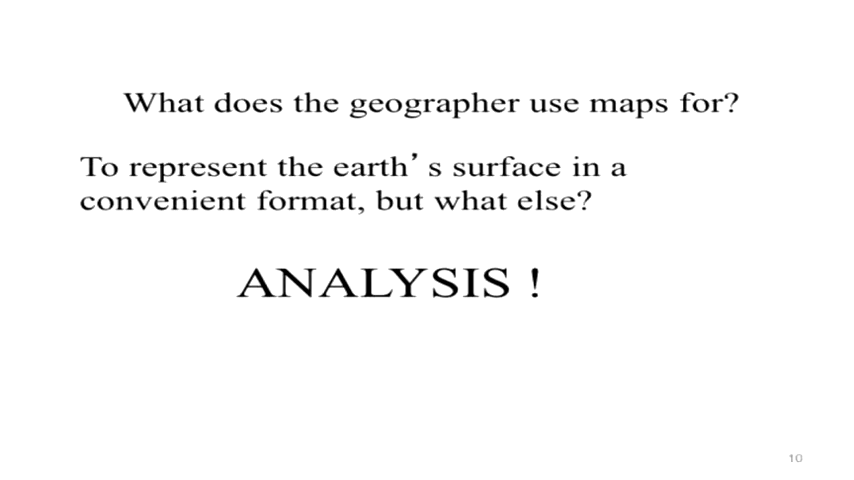 What does the geographer use maps for?
To represent the earth’s surface in a
convenient format, but what else?
ANALYSIS !
10